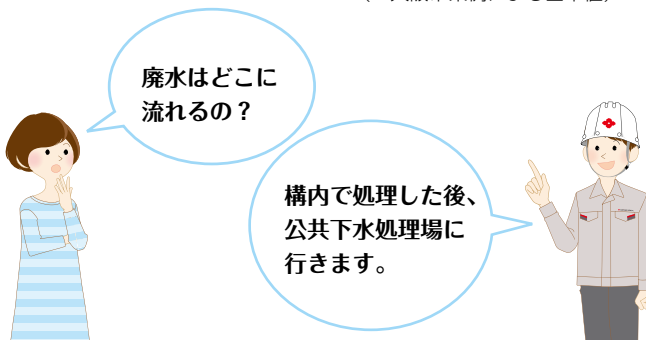 廃水はどこに
流れるの？
構内で処理した後、
公共下水処理場に
行きます。